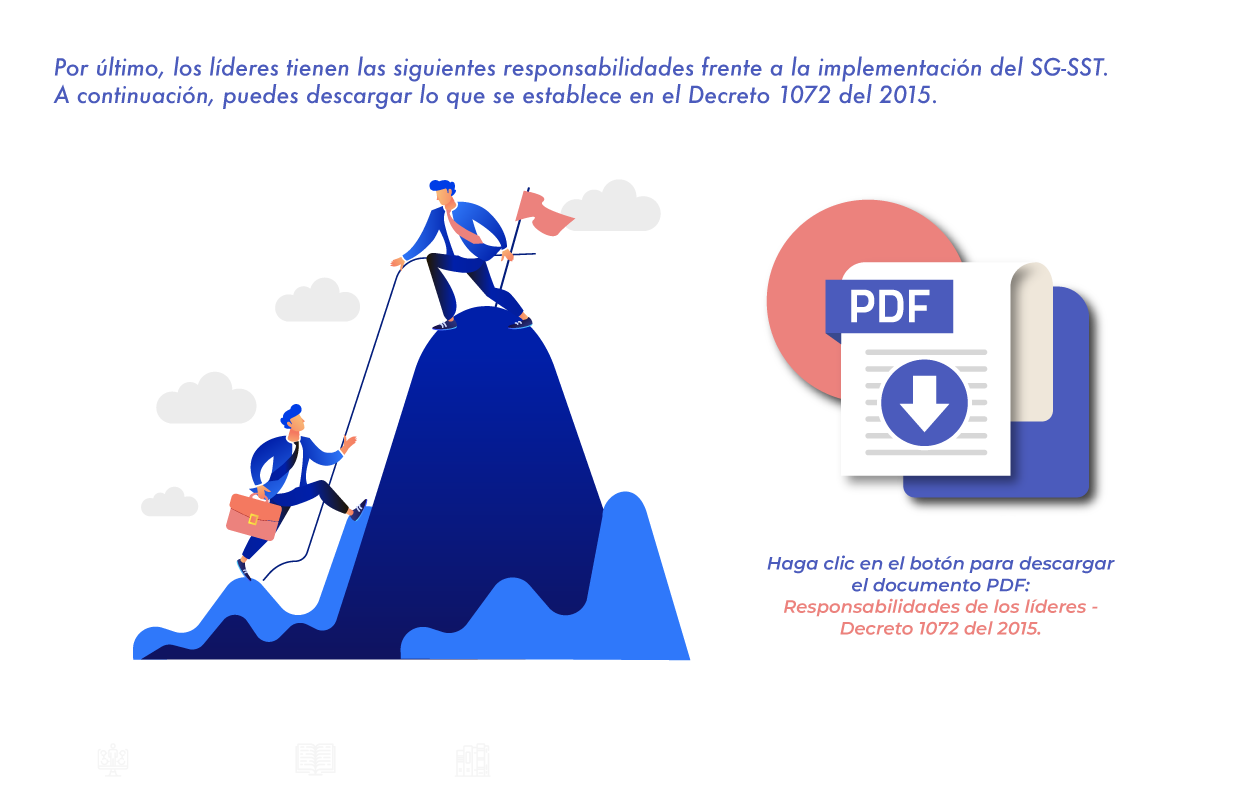 Por último, los líderes tienen las siguientes responsabilidades frente a la implementación del SG-SST.
A continuación, puedes descargar lo que se establece en el Decreto 1072 del 2015.
PDF
Haga clic en el botón para descargar
el documento PDF:
Responsabilidades de los líderes -
Decreto 1072 del 2015.